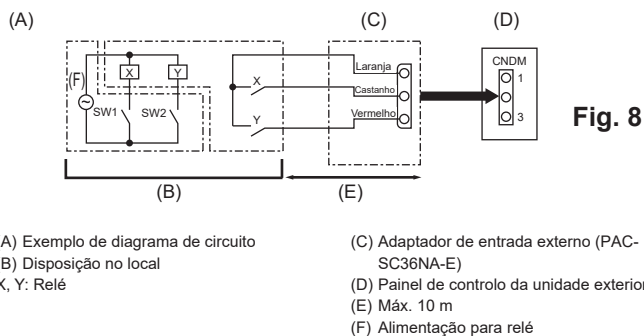 (A)
(C)
(D)
(F)
X
Y
SW1
SW2
X
Y
Laranja
Castanho
Vermelho
CNDM
1
3
Fig. 8
(B)
(E)
A) Exemplo de diagrama de circuito
B) Disposição no local
X, Y: Relé
(C) Adaptador de entrada externo (PAC-
SC36NA-E)
(D) Painel de controlo da unidade exterior
(E) Máx. 10 m
(F) Alimentação para relé